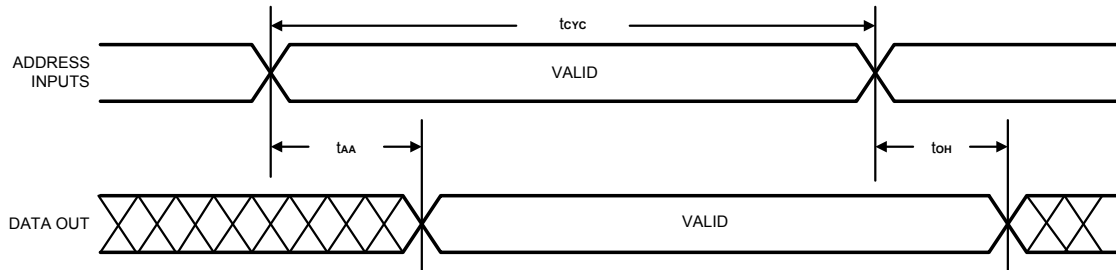 tCYC
ADDRESS
INPUTS
VALID
tAA
tOH
DATA OUT
VALID